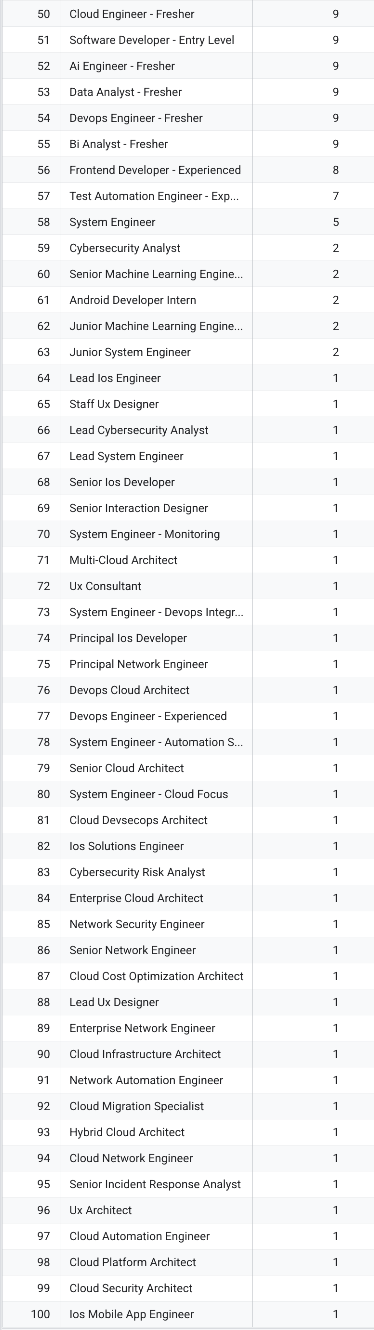 50 Cloud Engineer - Fresher 9
51 Software Developer - Entry Level 9
52 Ai Engineer - Fresher 9
53 Data Analyst - Fresher 9
54 Devops Engineer - Fresher 9
55 Bi Analyst - Fresher 9
56 Frontend Developer - Experienced 8
57 Test Automation Engineer - Exp... 7
58 System Engineer 5
59 Cybersecurity Analyst 2
60 Senior Machine Learning Engine... 2
61 Android Developer Intern 2
62 Junior Machine Learning Engine... 2
63 Junior System Engineer 2
64 Lead Ios Engineer 1
65 Staff Ux Designer 1
66 Lead Cybersecurity Analyst 1
67 Lead System Engineer 1
68 Senior Ios Developer 1
69 Senior Interaction Designer 1
70 System Engineer - Monitoring 1
71 Multi-Cloud Architect 1
72 Ux Consultant 1
73 System Engineer - Devops Integr... 1
74 Principal Ios Developer 1
75 Principal Network Engineer 1
76 Devops Cloud Architect 1
77 Devops Engineer - Experienced 1
78 System Engineer - Automation S... 1
79 Senior Cloud Architect 1
80 System Engineer - Cloud Focus 1
81 Cloud Devsecops Architect 1
82 Ios Solutions Engineer 1
83 Cybersecurity Risk Analyst 1
84 Enterprise Cloud Architect 1
85 Network Security Engineer 1
86 Senior Network Engineer 1
87 Cloud Cost Optimization Architect 1
88 Lead Ux Designer 1
89 Enterprise Network Engineer 1
90 Cloud Infrastructure Architect 1
91 Network Automation Engineer 1
92 Cloud Migration Specialist 1
93 Hybrid Cloud Architect 1
94 Cloud Network Engineer 1
95 Senior Incident Response Analyst 1
96 Ux Architect 1
97 Cloud Automation Engineer 1
98 Cloud Platform Architect 1
99 Cloud Security Architect 1
100 Ios Mobile App Engineer 1